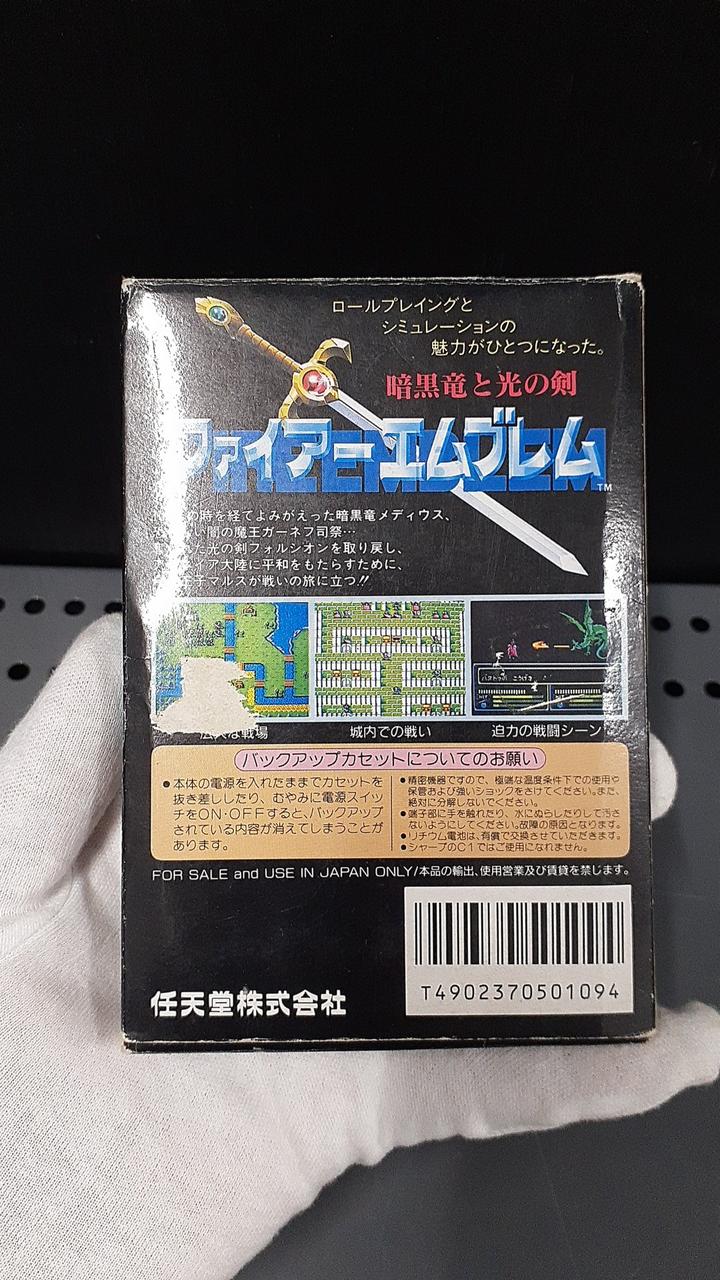 ロールプレイングと
シミュレーションの
魅力がひとつになった。
暗黒竜と光の剣
ファイアーエムブレム
TM
の時を経てよみがえった暗黒竜メディウス、
い闇の魔王ガーネフ司祭…
た光の剣フォルシオンを取り戻し、
イア大陸に平和をもたらすために、
子マルスが戦いの旅に立つ!!
な戦場
城内での戦い
迫力の戦闘シーン
バックアップカセットについてのお願い
●本体の電源を入れたままでカセットを
抜き差ししたり、むやみに電源スイッ
チをON・OFFすると、バックアップ
されている内容が消えてしまうことが
あります。
●精密機器ですので、極端な温度条件下での使用や
保管および強いショックをさけてください。また、
絶対に分解しないでください。
●端子部に手を触れたり、水にぬらしたりして汚さ
ないようにしてください。故障の原因となります。
●リチウム電池は、有償で交換させていただきます。
●シャープのC1ではご使用になれません。
FOR SALE and USE IN JAPAN ONLY/本品の輸出、使用営業及び賃貸を禁じます。
任天堂株式会社
T4902370501094